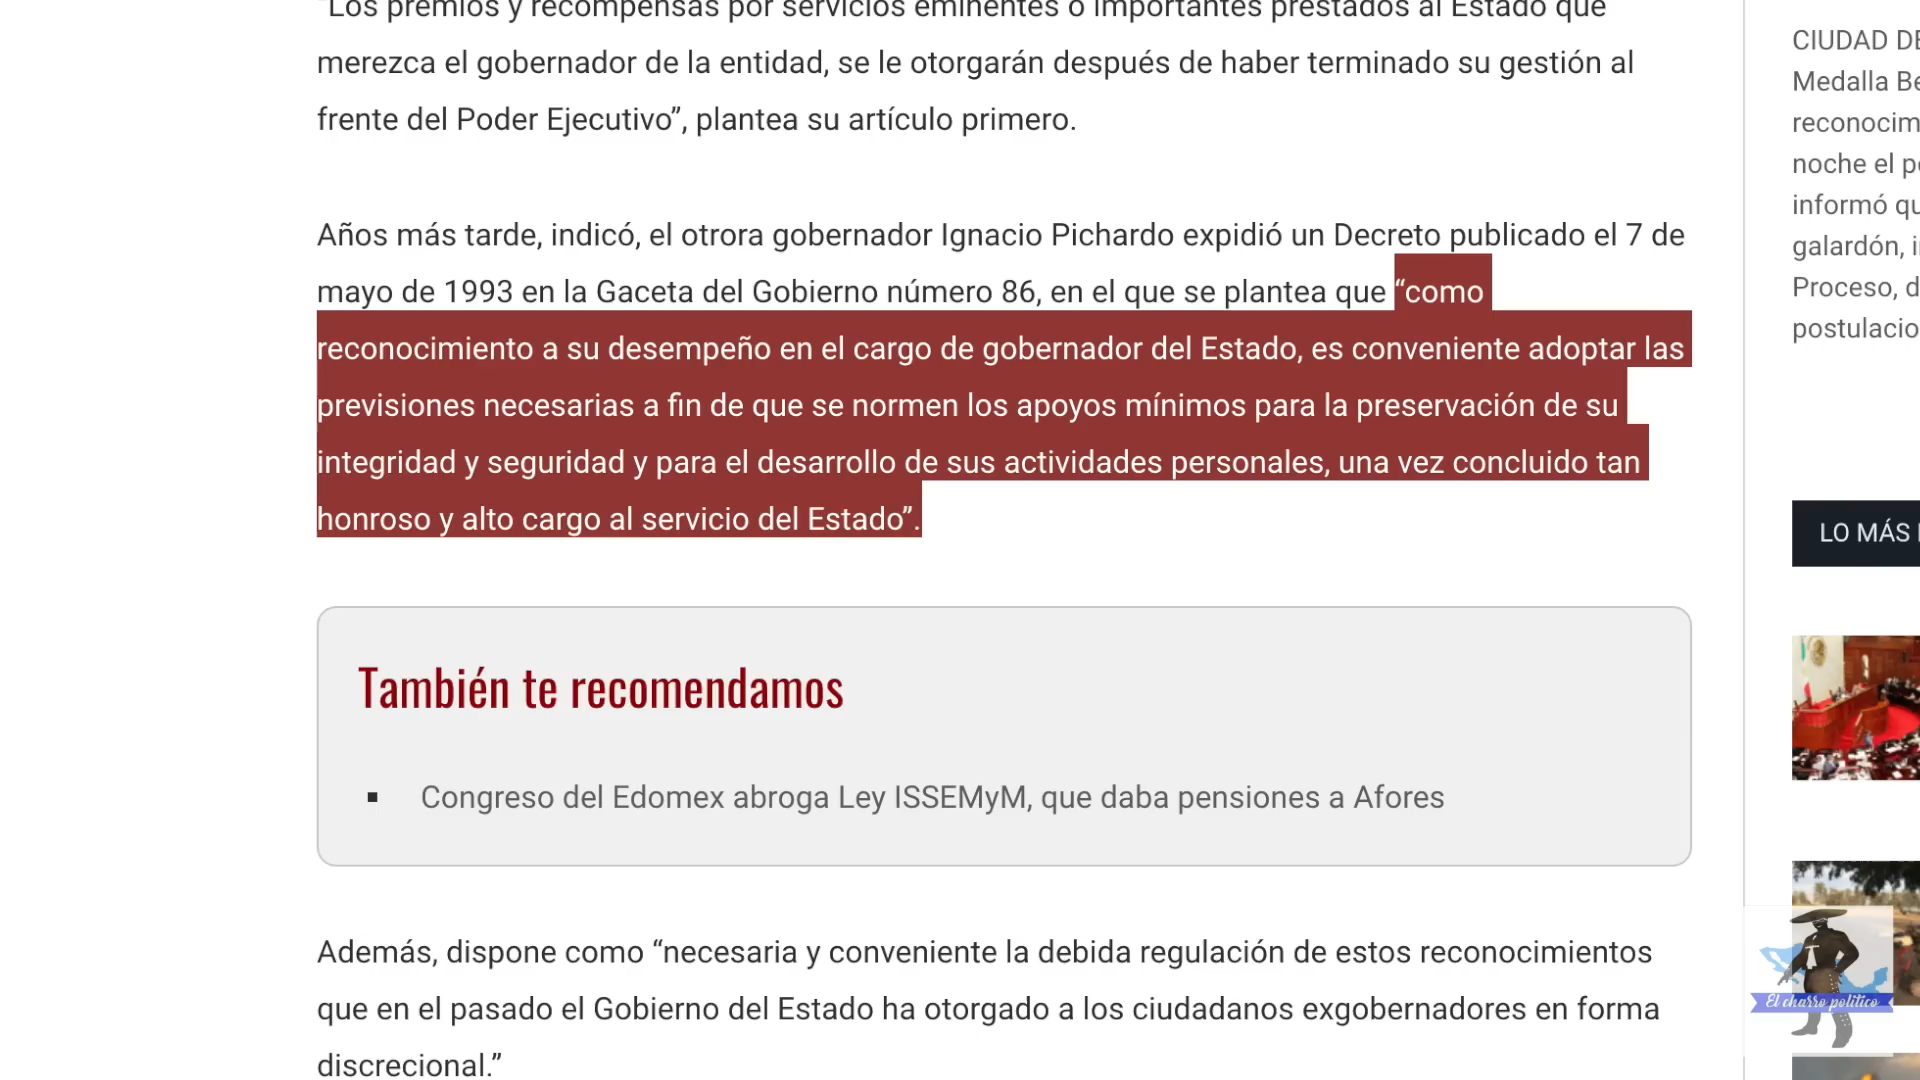 “Los premios y recompensas por servicios eminentes o importantes prestados al Estado que
merezca el gobernador de la entidad, se le otorgarán después de haber terminado su gestión al
frente del Poder Ejecutivo”, plantea su artículo primero.
Años más tarde, indicó, el otrora gobernador Ignacio Pichardo expidió un Decreto publicado el 7 de
mayo de 1993 en la Gaceta del Gobierno número 86, en el que se plantea que “como
reconocimiento a su desempeño en el cargo de gobernador del Estado, es conveniente adoptar las
previsiones necesarias a fin de que se normen los apoyos mínimos para la preservación de su
integridad y seguridad y para el desarrollo de sus actividades personales, una vez concluido tan
honroso y alto cargo al servicio del Estado”.
También te recomendamos
▪ Congreso del Edomex abroga Ley ISSEMyM, que daba pensiones a Afores
Además, dispone como “necesaria y conveniente la debida regulación de estos reconocimientos
que en el pasado el Gobierno del Estado ha otorgado a los ciudadanos exgobernadores en forma
discrecional.”
CIUDAD DE
Medalla Be
reconocim
noche el p
informó qu
galardón, i
Proceso, d
postulacio
LO MÁS
El charro político